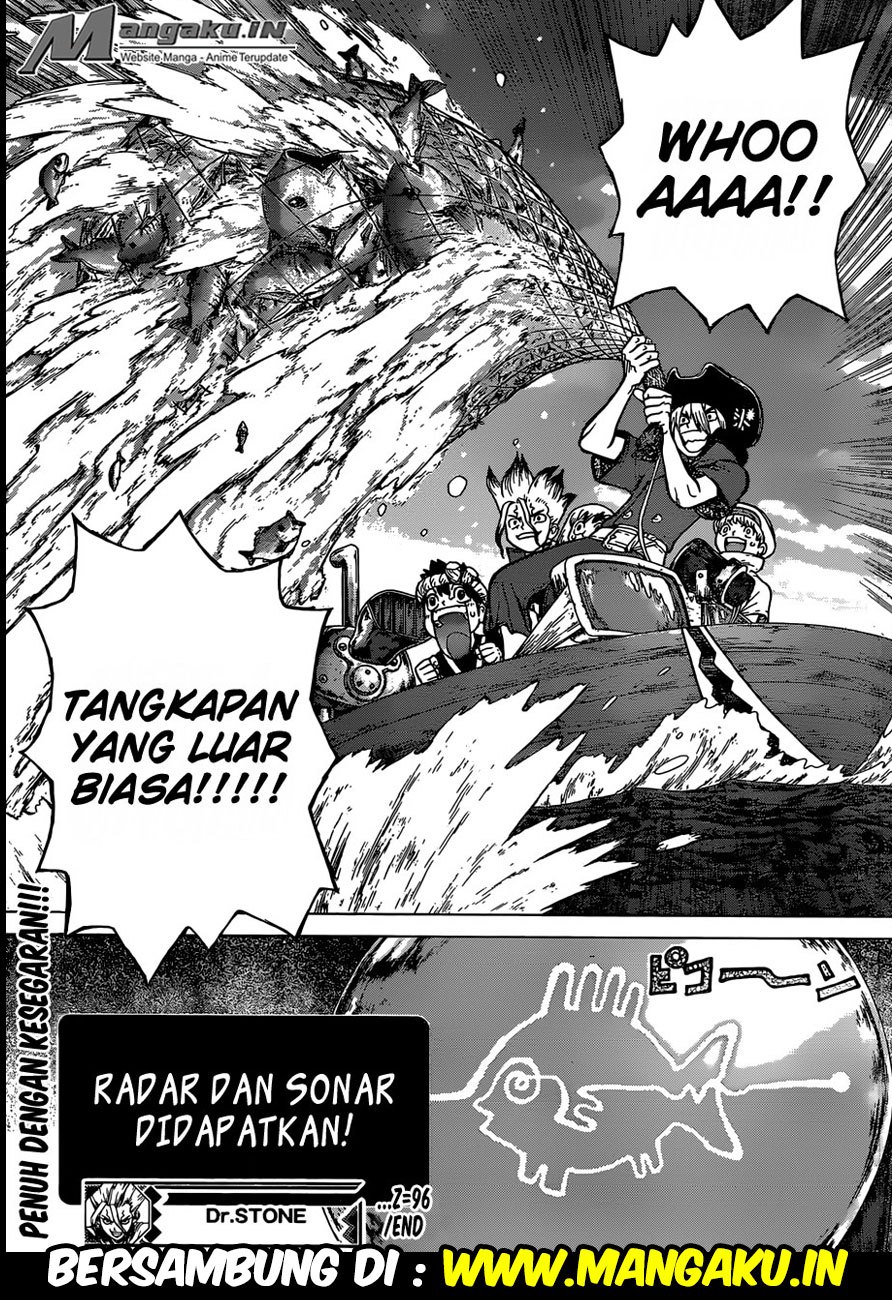 Mangaku.IN
Website Manga - Anime Terupdate
WHOO
AAAA!!
TANGKAPAN
YANG LUAR
BIASA!!!!!
PENUH DENGAN KESEGARAN!!!
ピコーン
RADAR DAN SONAR
DIDAPATKAN!
Dr.STONE
...Z=96
/END
BERSAMBUNG DI : WWW.MANGAKU.IN